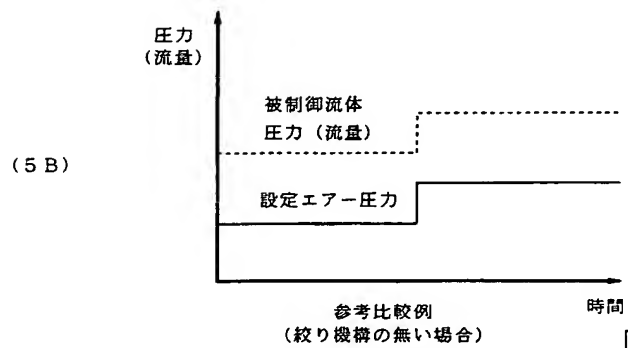 圧力
(流量)
被制御流体
圧力 (流量)
(5B)
設定エアー圧力
時間
参考比較例
(絞り機構の無い場合)